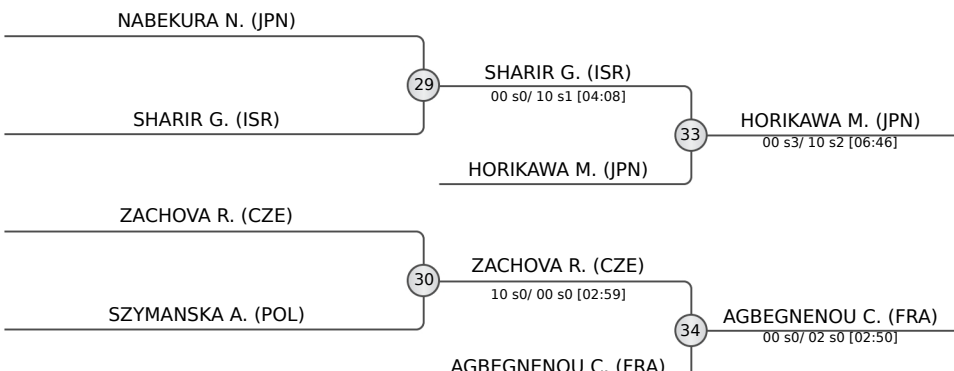 NABEKURA N. (JPN)
29
SHARIR G. (ISR)
00 s0/ 10 s1 [04:08]
SHARIR G. (ISR)
33
HORIKAWA M. (JPN)
00 s3/ 10 s2 [06:46]
HORIKAWA M. (JPN)
ZACHOVA R. (CZE)
30
ZACHOVA R. (CZE)
10 s0/ 00 s0 [02:59]
SZYMANSKA A. (POL)
34
AGBEGNENOU C. (FRA)
00 s0/ 02 s0 [02:50]
AGBEGNENOU C. (FRA)